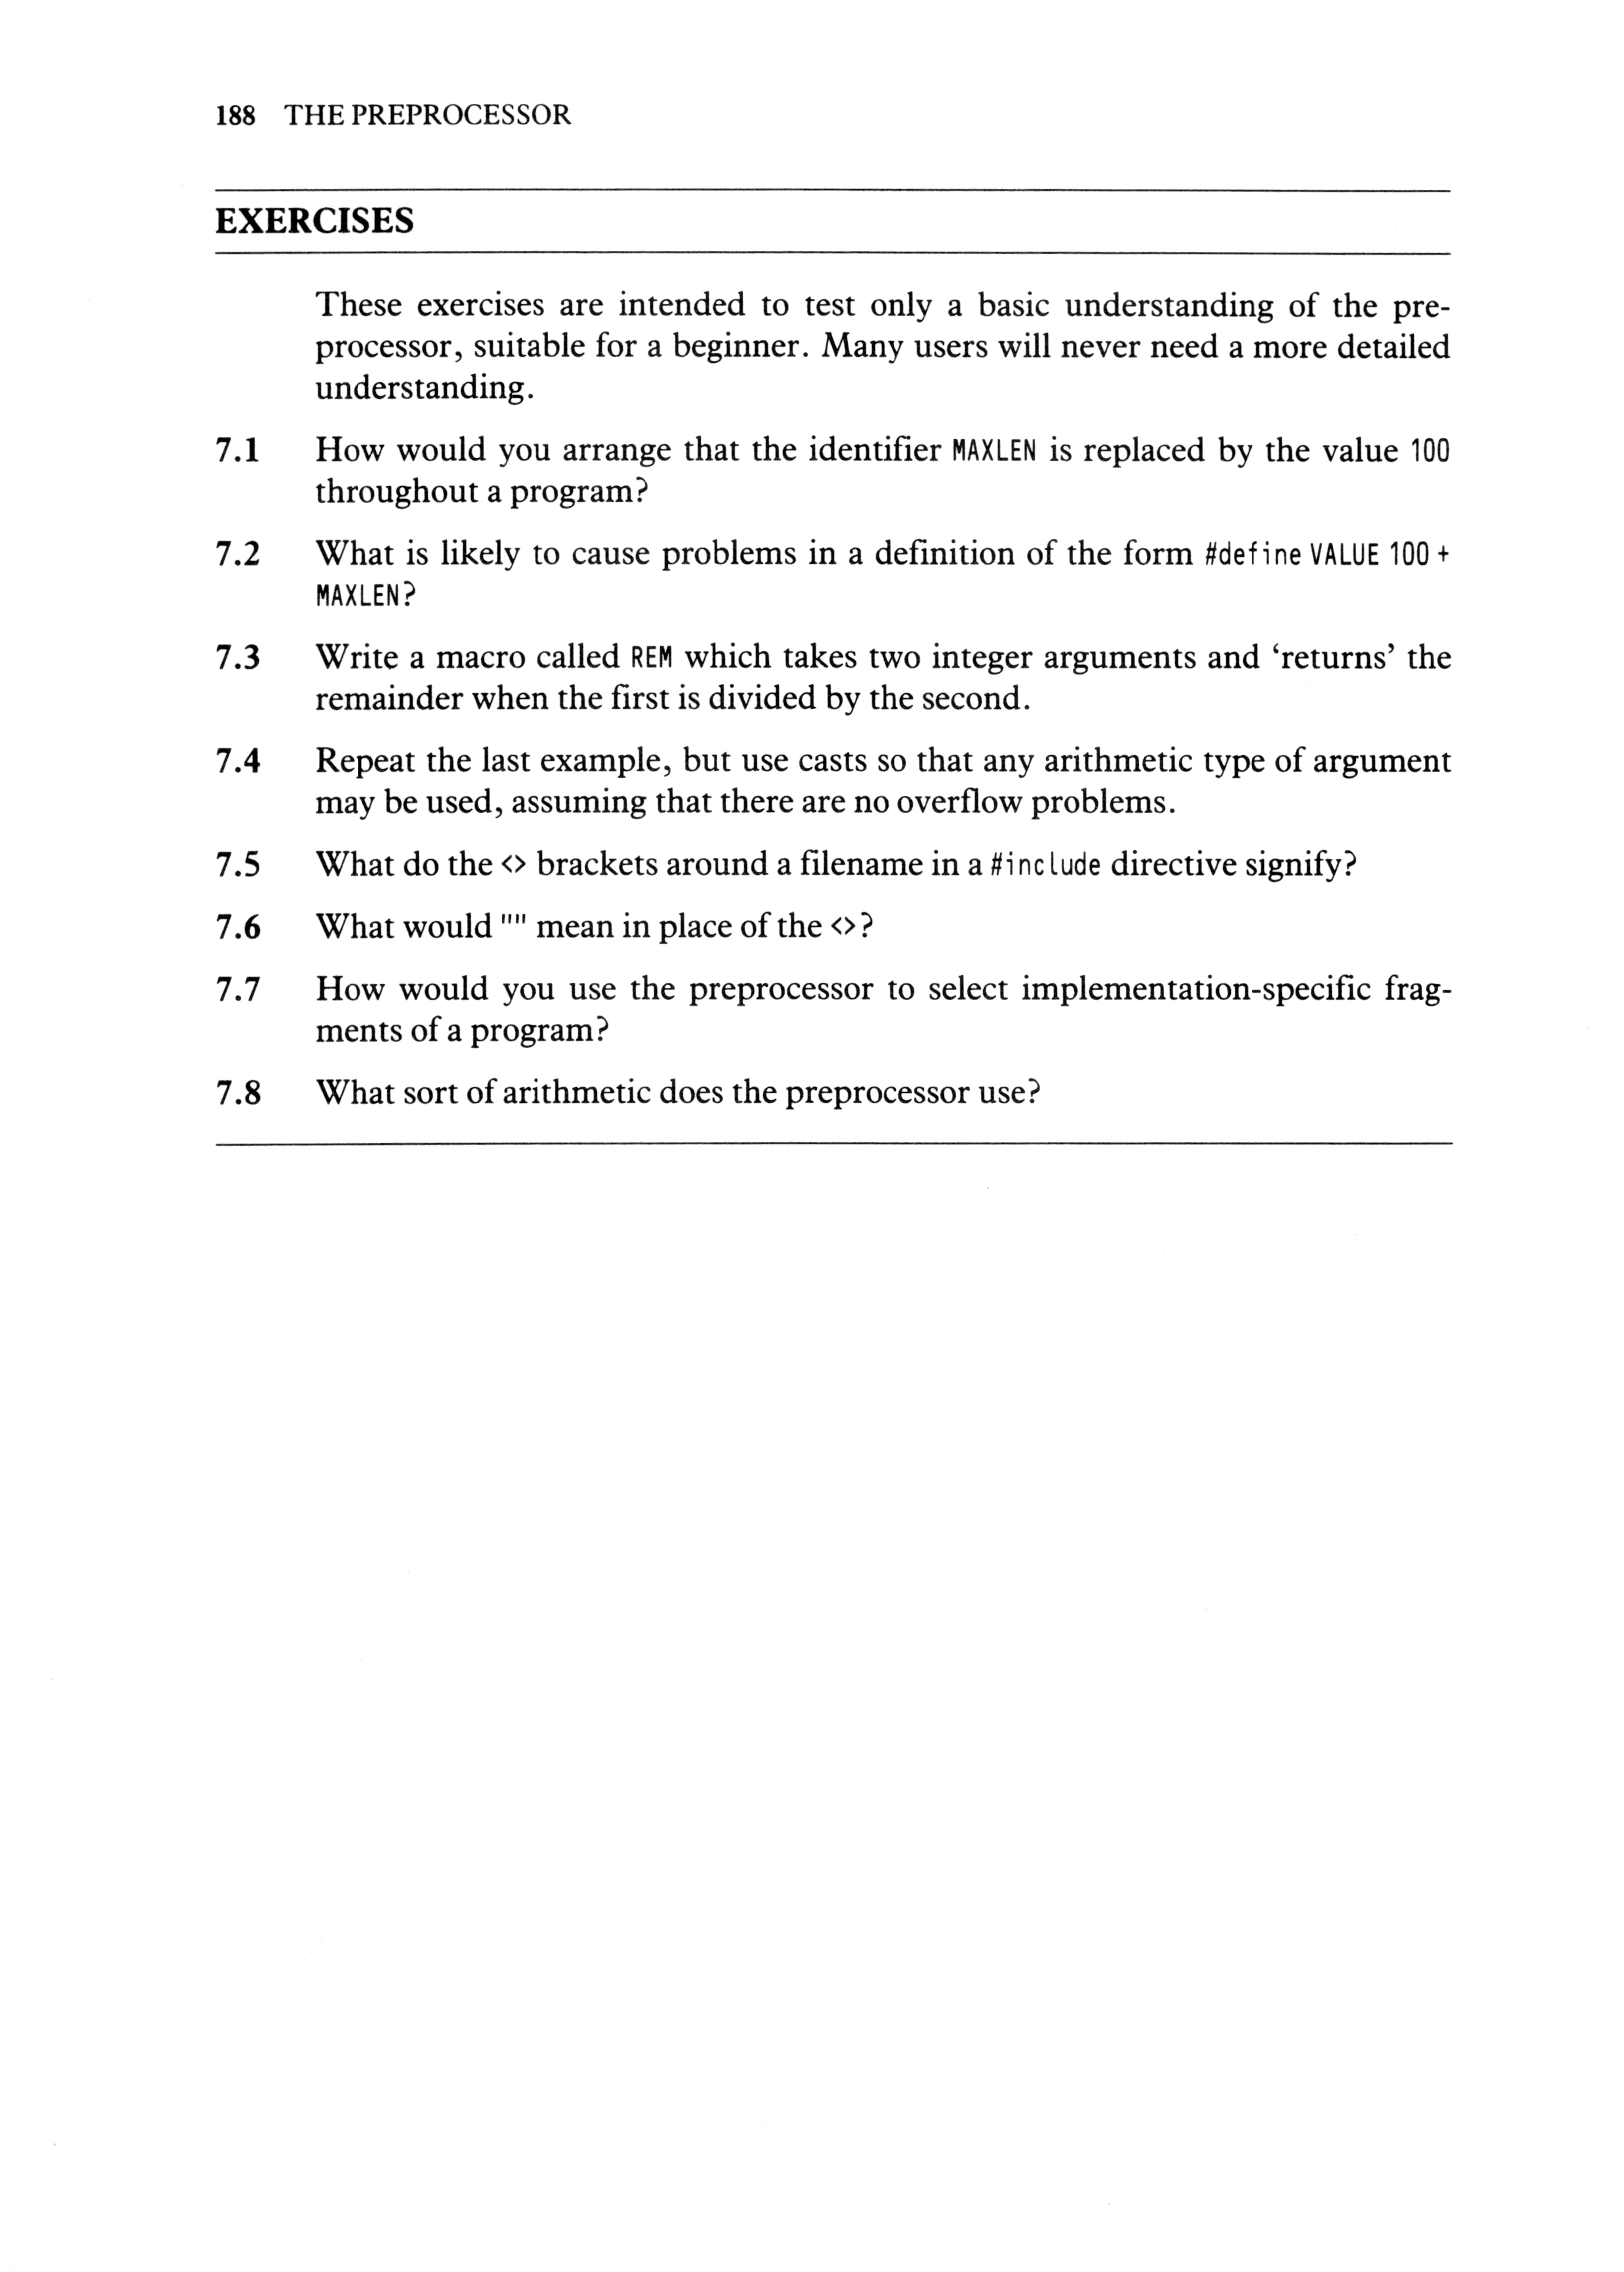 188 THE PREPROCESSOR
EXERCISES
These exercises are intended to test only a basic understanding of the pre-
processor, suitable for a beginner. Many users will never need a more detailed
understanding.
7.1 How would you arrange that the identifier MAXLEN is replaced by the value 100
throughout a program?
7.2 What is likely to cause problems in a definition of the form #define VALUE 100 +
MAXLEN?
7.3 Write a macro called REM which takes two integer arguments and ‘returns’ the
remainder when the first is divided by the second.
7.4 Repeat the last example, but use casts so that any arithmetic type of argument
may be used, assuming that there are no overflow problems.
7.5 What do the <> brackets around a filename in a #include directive signify?
7.6 What would "" mean in place of the <>?
7.7 How would you use the preprocessor to select implementation-specific frag-
ments of a program?
7.8 What sort of arithmetic does the preprocessor use?